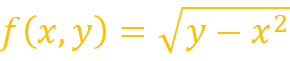 f(x, y) = √(y − x²)